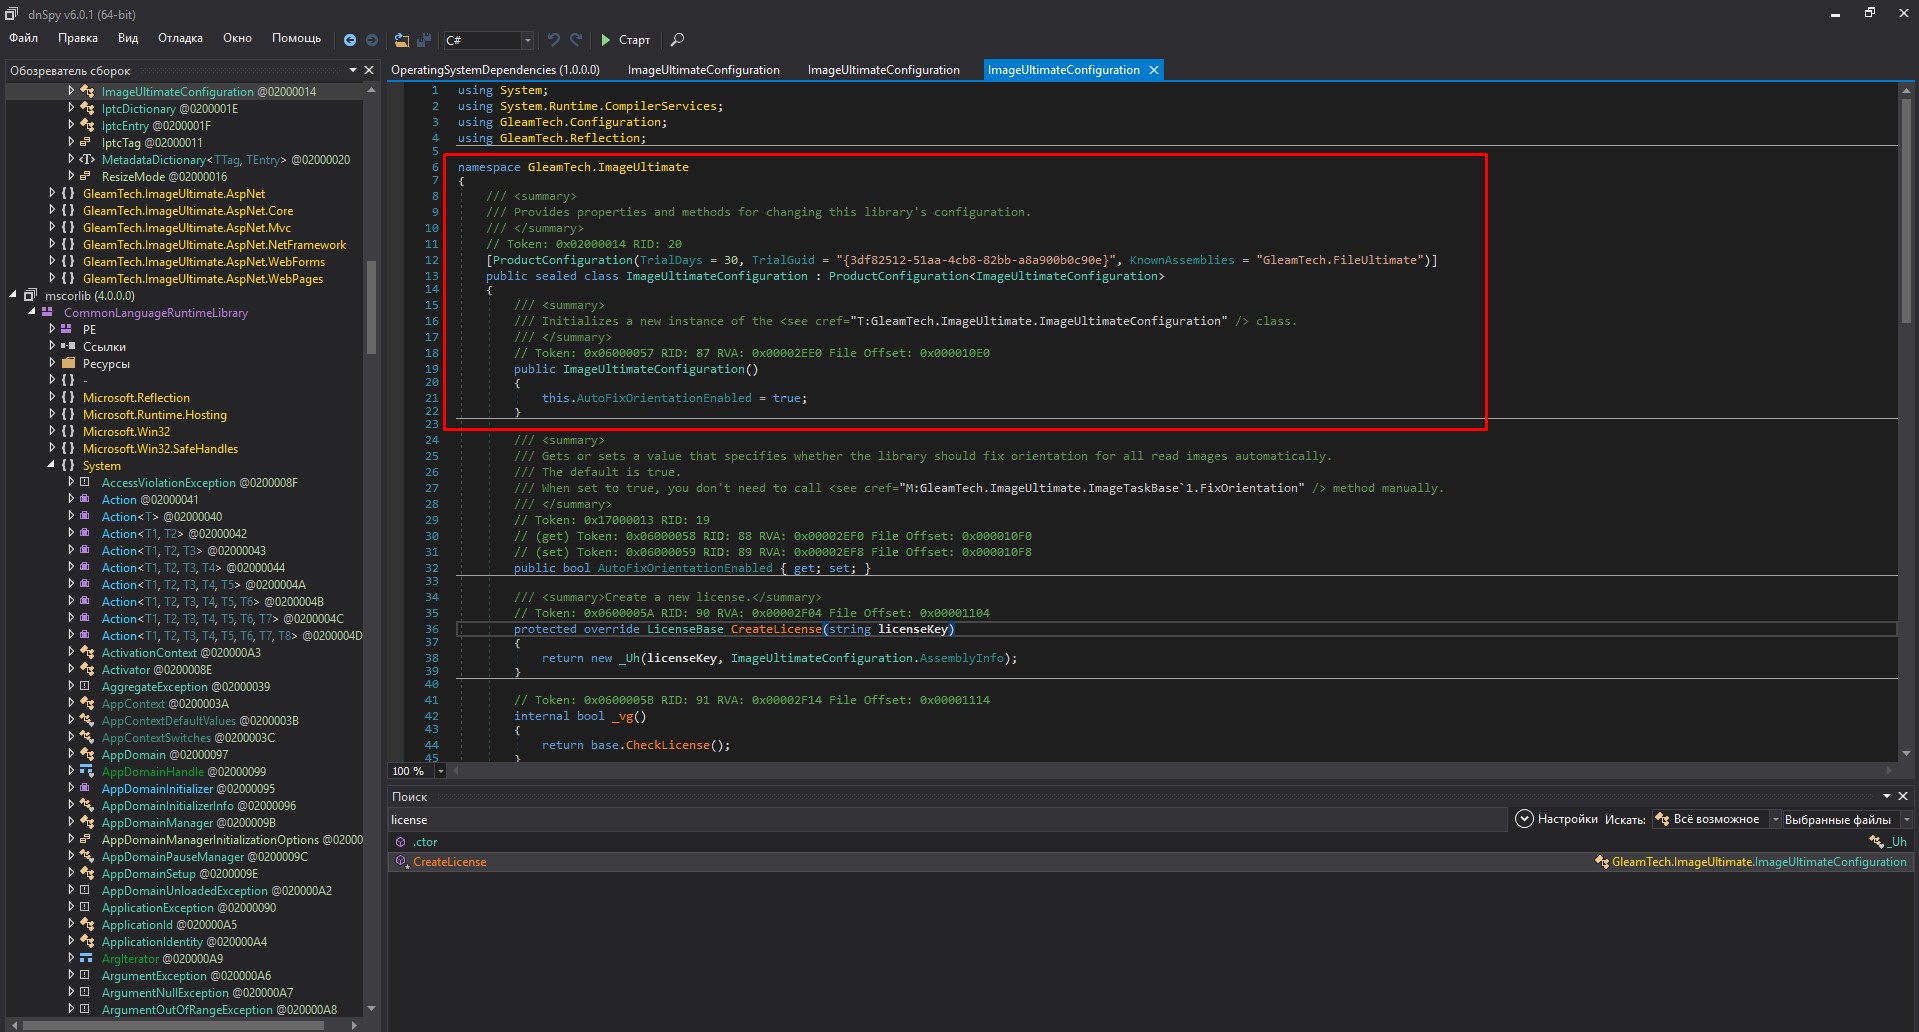 dnSpy v6.0.1 (64-bit)
Файл Правка Вид Отладка Окно Помощь C# Старт
Обозреватель сборок
ImageUltimateConfiguration @02000014
IptcDictionary @0200001E
IptcEntry @0200001F
IptcTag @02000011
MetadataDictionary<TTag, TEntry> @02000020
ResizeMode @02000016
{ } GleamTech.ImageUltimate.AspNet
{ } GleamTech.ImageUltimate.AspNet.Core
{ } GleamTech.ImageUltimate.AspNet.Mvc
{ } GleamTech.ImageUltimate.AspNet.NetFramework
{ } GleamTech.ImageUltimate.AspNet.WebForms
{ } GleamTech.ImageUltimate.AspNet.WebPages
mscorlib (4.0.0.0)
CommonLanguageRuntimeLibrary
PE
Ссылки
Ресурсы
{ } -
{ } Microsoft.Reflection
{ } Microsoft.Runtime.Hosting
{ } Microsoft.Win32
{ } Microsoft.Win32.SafeHandles
{ } System
AccessViolationException @0200008F
Action @02000041
Action<T> @02000040
Action<T1, T2> @02000042
Action<T1, T2, T3> @02000043
Action<T1, T2, T3, T4> @02000044
Action<T1, T2, T3, T4, T5> @0200004A
Action<T1, T2, T3, T4, T5, T6> @0200004B
Action<T1, T2, T3, T4, T5, T6, T7> @0200004C
Action<T1, T2, T3, T4, T5, T6, T7, T8> @0200004D
ActivationContext @020000A3
Activator @0200008E
AggregateException @02000039
AppContext @0200003A
AppContextDefaultValues @0200003B
AppContextSwitches @0200003C
AppDomain @02000097
AppDomainHandle @02000099
AppDomainInitializer @02000095
AppDomainInitializerInfo @02000096
AppDomainManager @0200009B
AppDomainManagerInitializationOptions @02000
AppDomainPauseManager @0200009C
AppDomainSetup @0200009E
AppDomainUnloadedException @020000A2
ApplicationException @02000090
ApplicationId @020000A5
ApplicationIdentity @020000A4
ArgIterator @020000A9
ArgumentException @020000A6
ArgumentNullException @020000A7
ArgumentOutOfRangeException @020000A8
OperatingSystemDependencies (1.0.0.0) ImageUltimateConfiguration ImageUltimateConfiguration ImageUltimateConfiguration
1 using System;
2 using System.Runtime.CompilerServices;
3 using GleamTech.Configuration;
4 using GleamTech.Reflection;
5
6 namespace GleamTech.ImageUltimate
7 {
8 /// <summary>
9 /// Provides properties and methods for changing this library's configuration.
10 /// </summary>
11 // Token: 0x02000014 RID: 20
12 [ProductConfiguration(TrialDays = 30, TrialGuid = "{3df82512-51aa-4cb8-82bb-a8a900b0c90e}", KnownAssemblies = "GleamTech.FileUltimate")]
13 public sealed class ImageUltimateConfiguration : ProductConfiguration<ImageUltimateConfiguration>
14 {
15 /// <summary>
16 /// Initializes a new instance of the <see cref="T:GleamTech.ImageUltimate.ImageUltimateConfiguration" /> class.
17 /// </summary>
18 // Token: 0x06000057 RID: 87 RVA: 0x00002EE0 File Offset: 0x000010E0
19 public ImageUltimateConfiguration()
20 {
21 this.AutoFixOrientationEnabled = true;
22 }
23
24 /// <summary>
25 /// Gets or sets a value that specifies whether the library should fix orientation for all read images automatically.
26 /// The default is true.
27 /// When set to true, you don't need to call <see cref="M:GleamTech.ImageUltimate.ImageTaskBase`1.FixOrientation" /> method manually.
28 /// </summary>
29 // Token: 0x17000013 RID: 19
30 // (get) Token: 0x06000058 RID: 88 RVA: 0x00002EF0 File Offset: 0x000010F0
31 // (set) Token: 0x06000059 RID: 89 RVA: 0x00002EF8 File Offset: 0x000010F8
32 public bool AutoFixOrientationEnabled { get; set; }
33
34 /// <summary>Create a new license.</summary>
35 // Token: 0x0600005A RID: 90 RVA: 0x00002F04 File Offset: 0x00001104
36 protected override LicenseBase CreateLicense(string licenseKey)
37 {
38 return new _Uh(licenseKey, ImageUltimateConfiguration.AssemblyInfo);
39 }
40
41 // Token: 0x0600005B RID: 91 RVA: 0x00002F14 File Offset: 0x00001114
42 internal bool _vg()
43 {
44 return base.CheckLicense();
45 }
100 %
Поиск
license Настройки Искать: Всё возможное Выбранные файлы
.ctor _Uh
CreateLicense GleamTech.ImageUltimate.ImageUltimateConfiguration